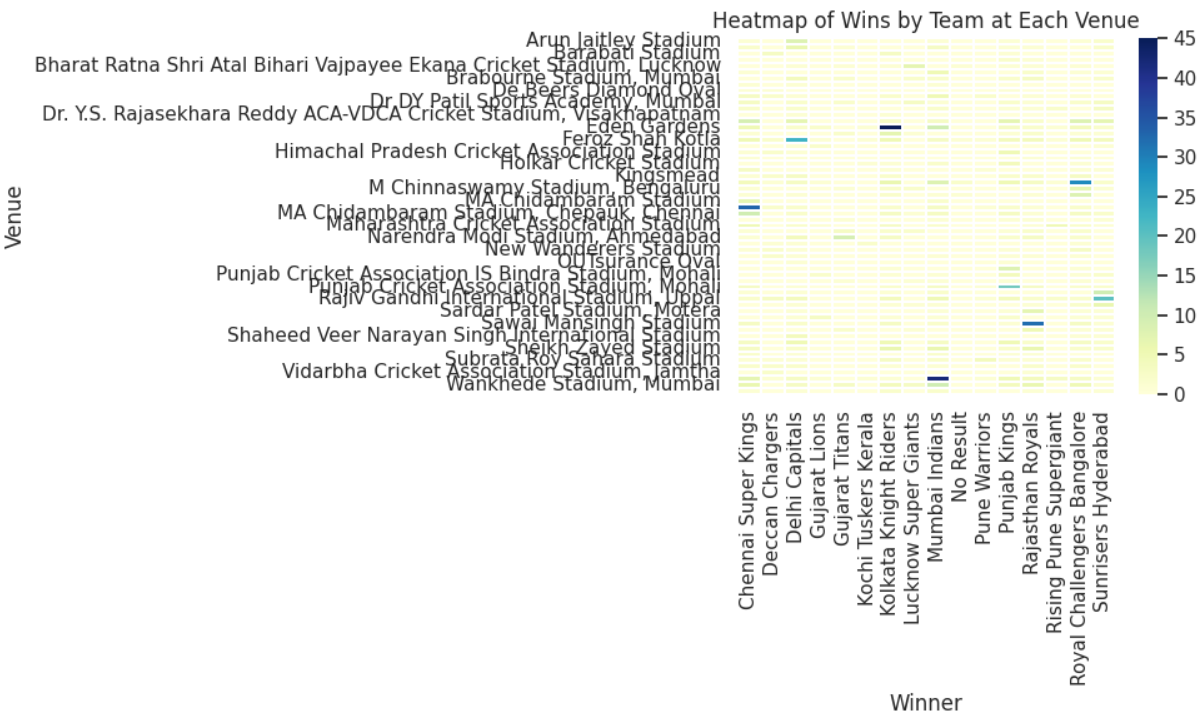 Heatmap of Wins by Team at Each Venue
Venue
Arun Jaitley Stadium
Barabati Stadium
Bharat Ratna Shri Atal Bihari Vajpayee Ekana Cricket Stadium, Lucknow
Brabourne Stadium, Mumbai
De Beers Diamond Oval
Dr DY Patil Sports Academy, Mumbai
Dr. Y.S. Rajasekhara Reddy ACA-VDCA Cricket Stadium, Visakhapatnam
Eden Gardens
Feroz Shah Kotla
Himachal Pradesh Cricket Association Stadium
Holkar Cricket Stadium
Kingsmead
M Chinnaswamy Stadium, Bengaluru
MA Chidambaram Stadium
MA Chidambaram Stadium, Chepauk, Chennai
Maharashtra Cricket Association Stadium
Narendra Modi Stadium, Ahmedabad
New Wanderers Stadium
OUTsurance Oval
Punjab Cricket Association IS Bindra Stadium, Mohali
Punjab Cricket Association Stadium, Mohali
Rajiv Gandhi International Stadium, Uppal
Sardar Patel Stadium, Motera
Sawai Mansingh Stadium
Shaheed Veer Narayan Singh International Stadium
Sheikh Zayed Stadium
Subrata Roy Sahara Stadium
Vidarbha Cricket Association Stadium, Jamtha
Wankhede Stadium, Mumbai
45
40
35
30
25
20
15
10
5
0
Chennai Super Kings
Deccan Chargers
Delhi Capitals
Gujarat Lions
Gujarat Titans
Kochi Tuskers Kerala
Kolkata Knight Riders
Lucknow Super Giants
Mumbai Indians
No Result
Pune Warriors
Punjab Kings
Rajasthan Royals
Rising Pune Supergiant
Royal Challengers Bangalore
Sunrisers Hyderabad
Winner